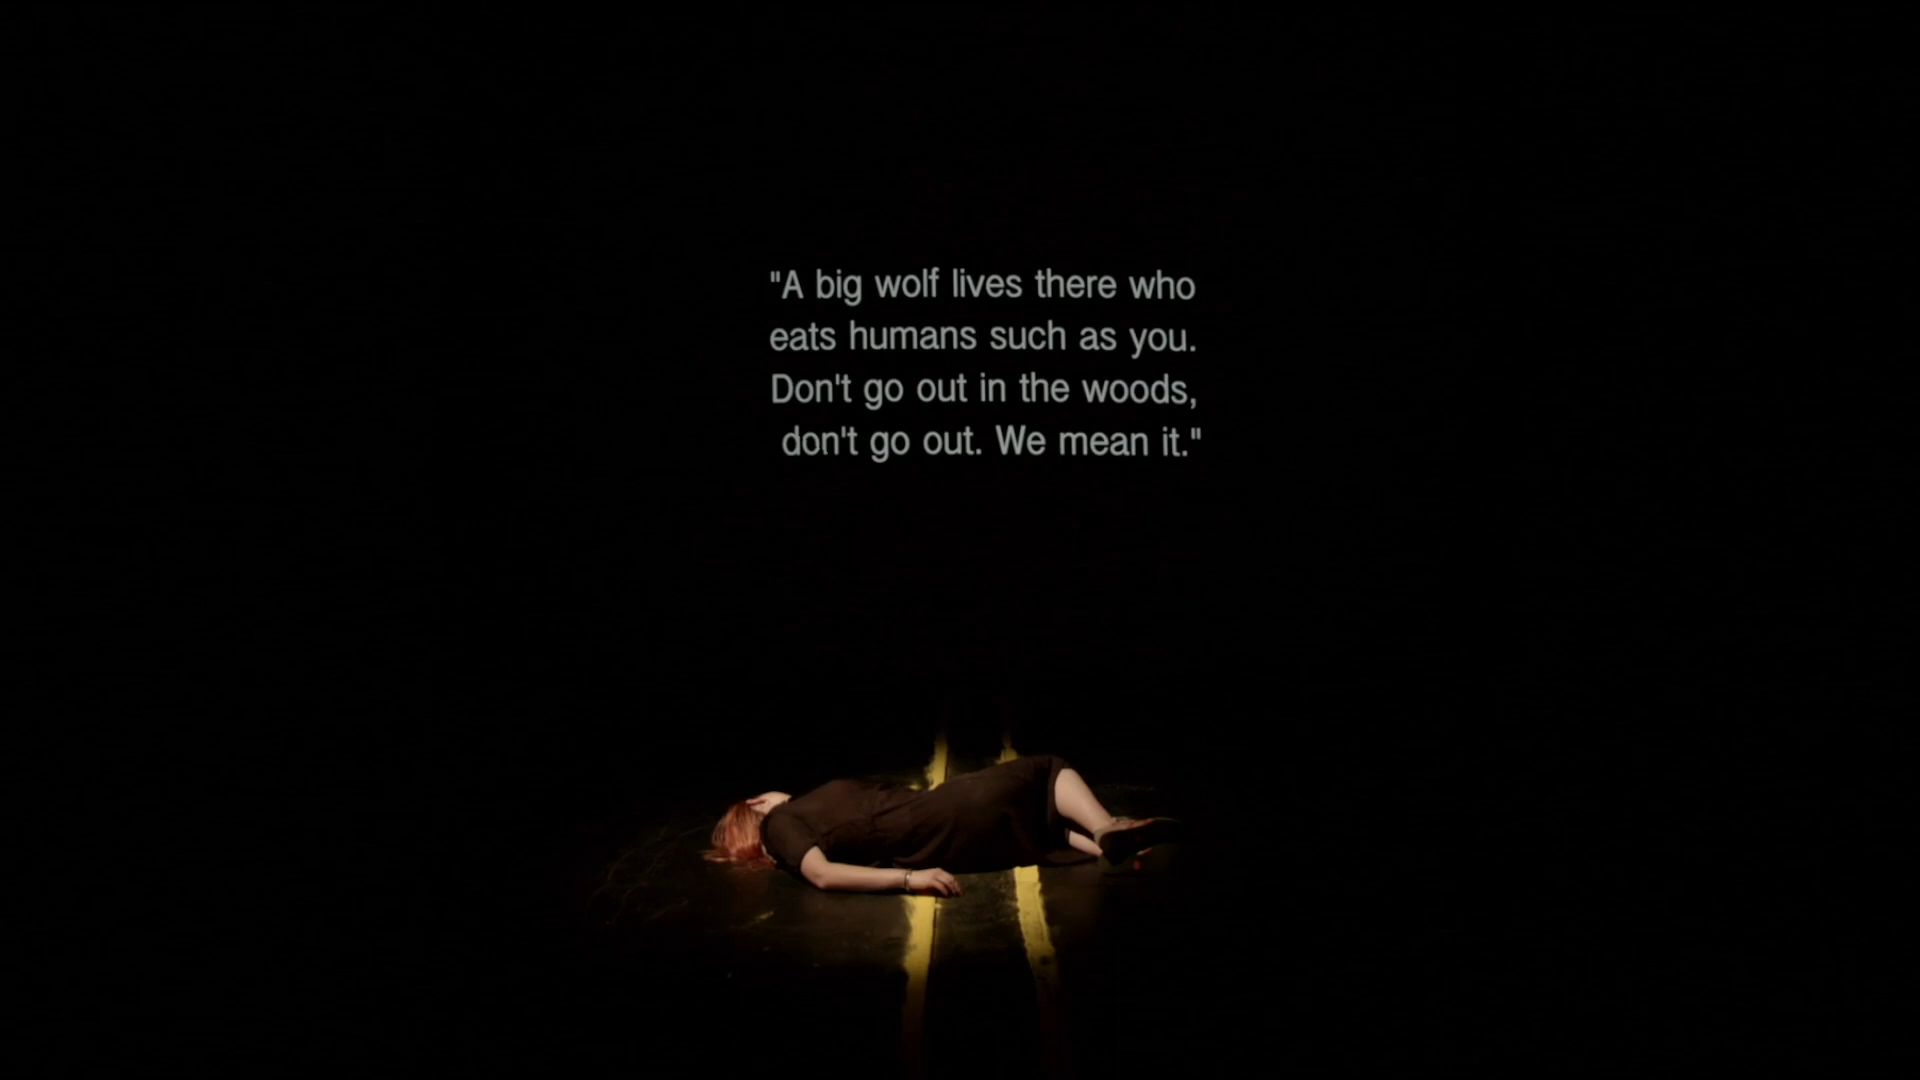 "A big wolf lives there who
eats humans such as you.
Don't go out in the woods,
don't go out. We mean it."